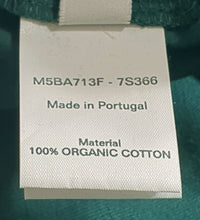 M5BA713F - 7S366
Made in Portugal
Material
100% ORGANIC COTTON